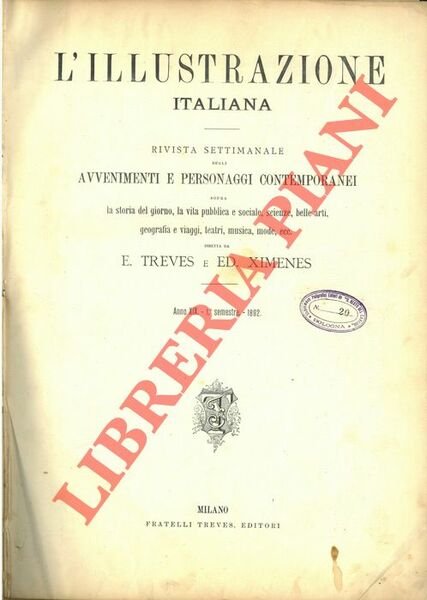 L'ILLUSTRAZIONE
ITALIANA
RIVISTA SETTIMANALE
DEGLI
AVVENIMENTI E PERSONAGGI CONTEMPORANEI
SOPRA
la storia del giorno, la vita pubblica e sociale, scienze, belle arti,
geografia e viaggi, teatri, musica, mode, ecc.
DIRETTA DA
E. TREVES E ED. XIMENES
Anno XIX. - 1.° semestre. - 1892.
N. 20
BOLOGNA
MILANO
FRATELLI TREVES, EDITORI
LIBRERIA PIANI